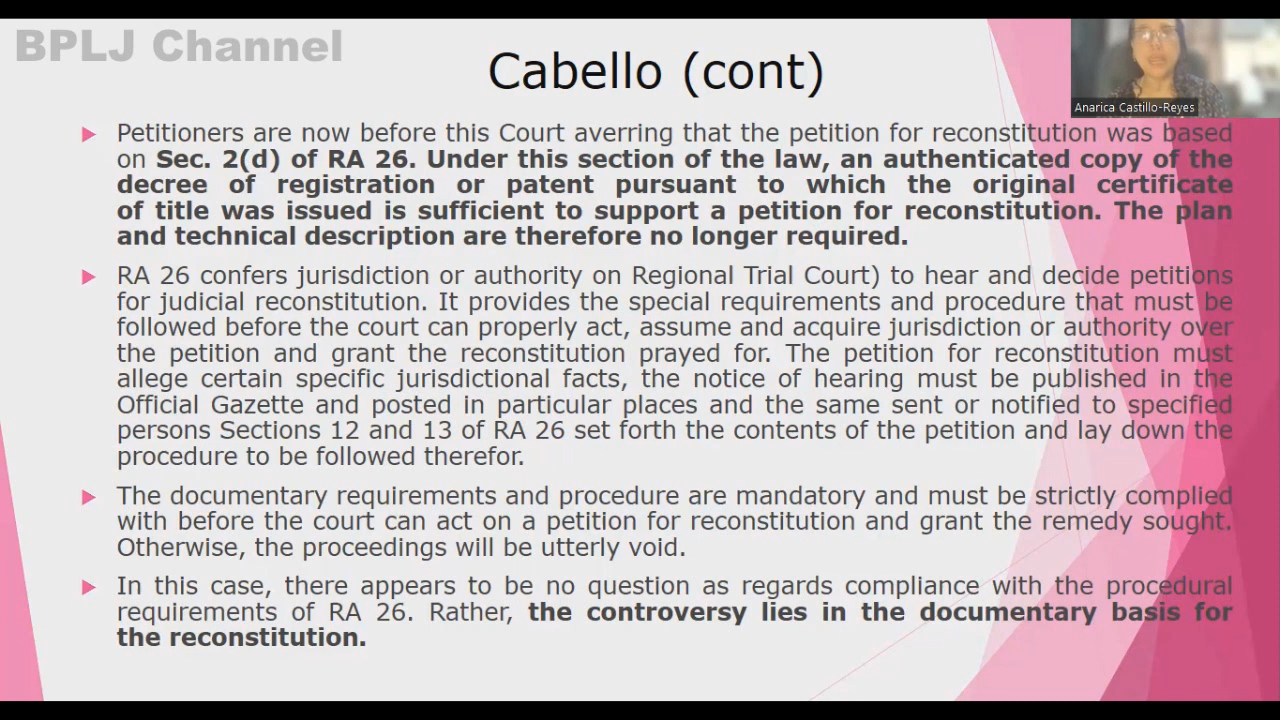 BPLJ Channel
Cabello (cont)
Anarica Castillo-Reyes
Petitioners are now before this Court averring that the petition for reconstitution was based
on Sec. 2(d) of RA 26. Under this section of the law, an authenticated copy of the
decree of registration or patent pursuant to which the original certificate
of title was issued is sufficient to support a petition for reconstitution. The plan
and technical description are therefore no longer required.
RA 26 confers jurisdiction or authority on Regional Trial Court) to hear and decide petitions
for judicial reconstitution. It provides the special requirements and procedure that must be
followed before the court can properly act, assume and acquire jurisdiction or authority over
the petition and grant the reconstitution prayed for. The petition for reconstitution must
allege certain specific jurisdictional facts, the notice of hearing must be published in the
Official Gazette and posted in particular places and the same sent or notified to specified
persons Sections 12 and 13 of RA 26 set forth the contents of the petition and lay down the
procedure to be followed therefor.
The documentary requirements and procedure are mandatory and must be strictly complied
with before the court can act on a petition for reconstitution and grant the remedy sought.
Otherwise, the proceedings will be utterly void.
In this case, there appears to be no question as regards compliance with the procedural
requirements of RA 26. Rather, the controversy lies in the documentary basis for
the reconstitution.